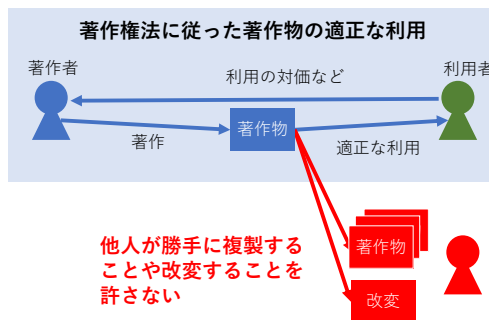 著作権法に従った著作物の適正な利用
著作者
利用の対価など
利用者
著作物
著作
適正な利用
著作物
他人が勝手に複製する
ことや改変することを
許さない
改変